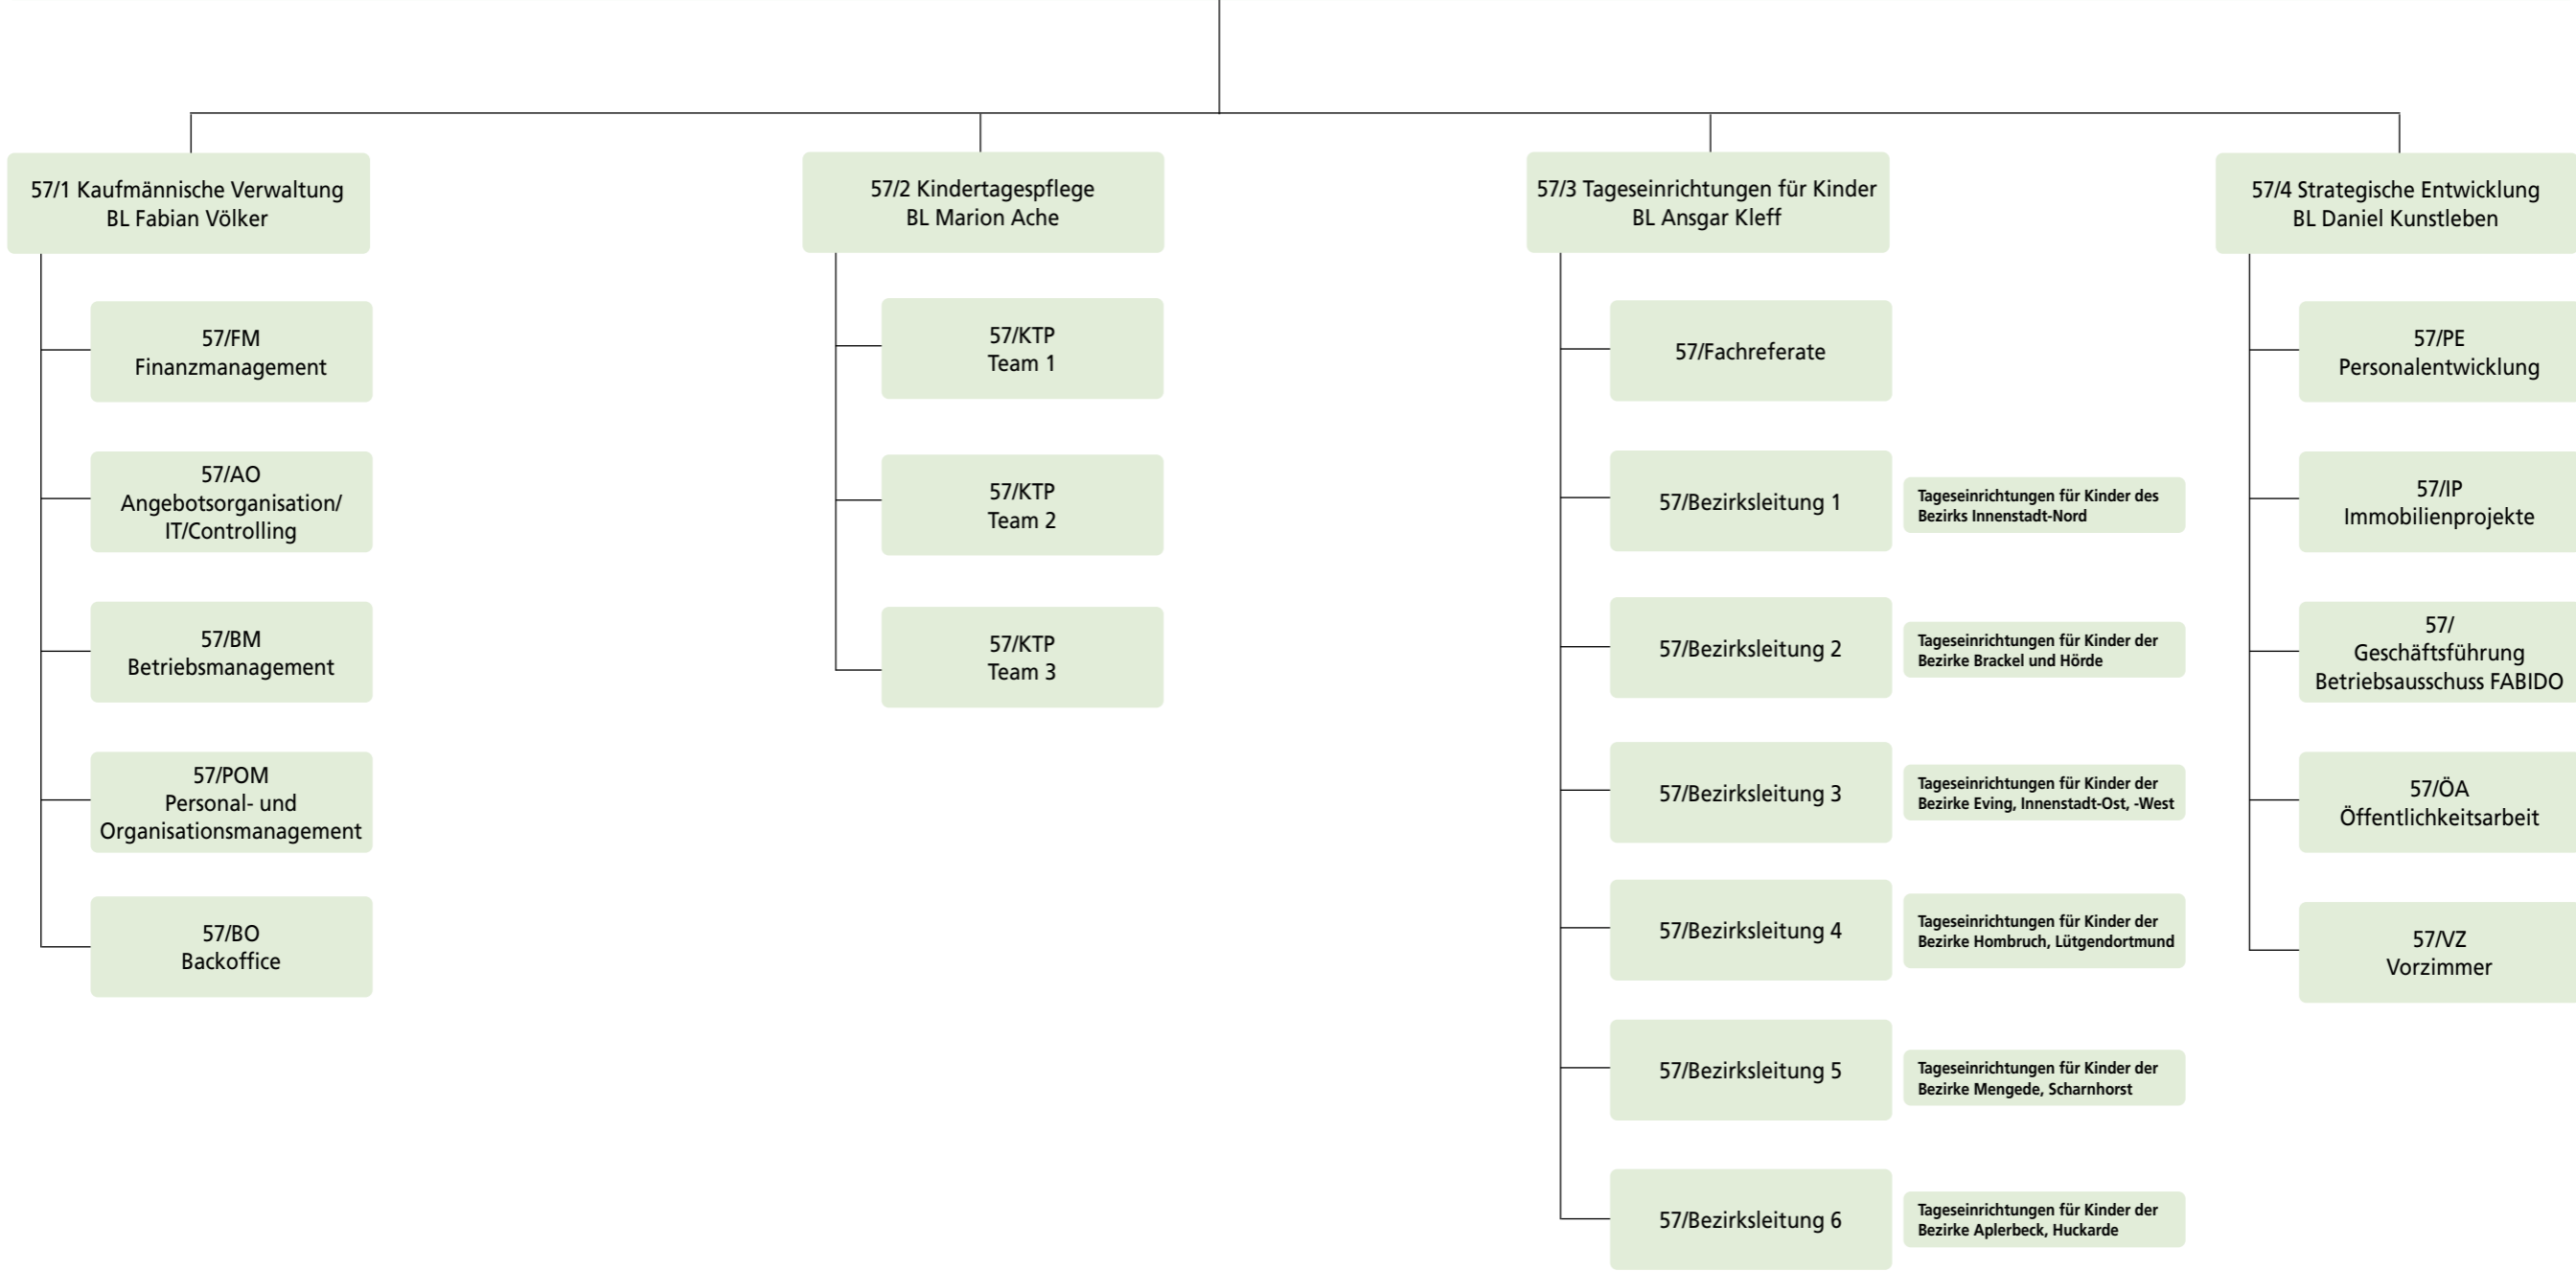 57/1 Kaufmännische Verwaltung
BL Fabian Völker
57/FM
Finanzmanagement
57/AO
Angebotsorganisation/
IT/Controlling
57/BM
Betriebsmanagement
57/POM
Personal- und
Organisationsmanagement
57/BO
Backoffice
57/2 Kindertagespflege
BL Marion Ache
57/KTP
Team 1
57/KTP
Team 2
57/KTP
Team 3
57/3 Tageseinrichtungen für Kinder
BL Ansgar Kleff
57/Fachreferate
57/Bezirksleitung 1
Tageseinrichtungen für Kinder des
Bezirks Innenstadt-Nord
57/Bezirksleitung 2
Tageseinrichtungen für Kinder der
Bezirke Brackel und Hörde
57/Bezirksleitung 3
Tageseinrichtungen für Kinder der
Bezirke Eving, Innenstadt-Ost, -West
57/Bezirksleitung 4
Tageseinrichtungen für Kinder der
Bezirke Hombruch, Lütgendortmund
57/Bezirksleitung 5
Tageseinrichtungen für Kinder der
Bezirke Mengede, Scharnhorst
57/Bezirksleitung 6
Tageseinrichtungen für Kinder der
Bezirke Aplerbeck, Huckarde
57/4 Strategische Entwicklung
BL Daniel Kunstleben
57/PE
Personalentwicklung
57/IP
Immobilienprojekte
57/
Geschäftsführung
Betriebsausschuss FABIDO
57/ÖA
Öffentlichkeitsarbeit
57/VZ
Vorzimmer